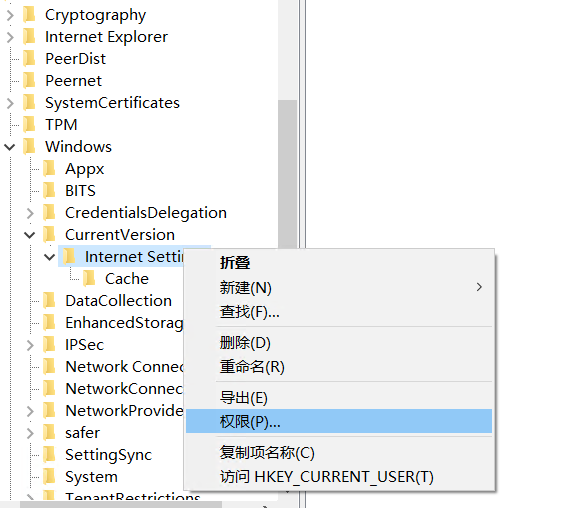 Cryptography
Internet Explorer
PeerDist
Peernet
SystemCertificates
TPM
Windows
Appx
BITS
CredentialsDelegation
CurrentVersion
Internet Setti
Cache
DataCollection
EnhancedStorag
IPSec
Network Connec
NetworkConnec
NetworkProvide
safer
SettingSync
System
TenantRestrictions
折叠
新建(N)
查找(F)...
删除(D)
重命名(R)
导出(E)
权限(P)...
复制项名称(C)
访问 HKEY_CURRENT_USER(T)